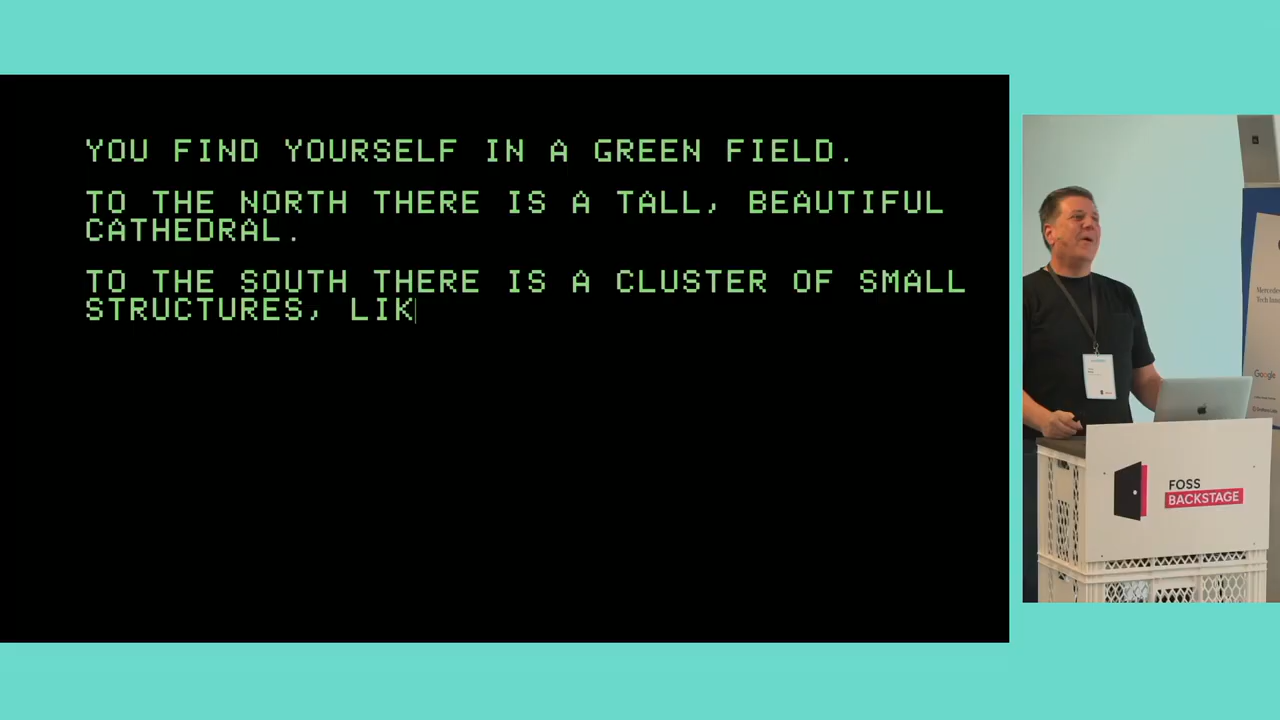 YOU FIND YOURSELF IN A GREEN FIELD.
TO THE NORTH THERE IS A TALL, BEAUTIFUL
CATHEDRAL.
TO THE SOUTH THERE IS A CLUSTER OF SMALL
STRUCTURES, LIK
Google
FOSS
BACKSTAGE